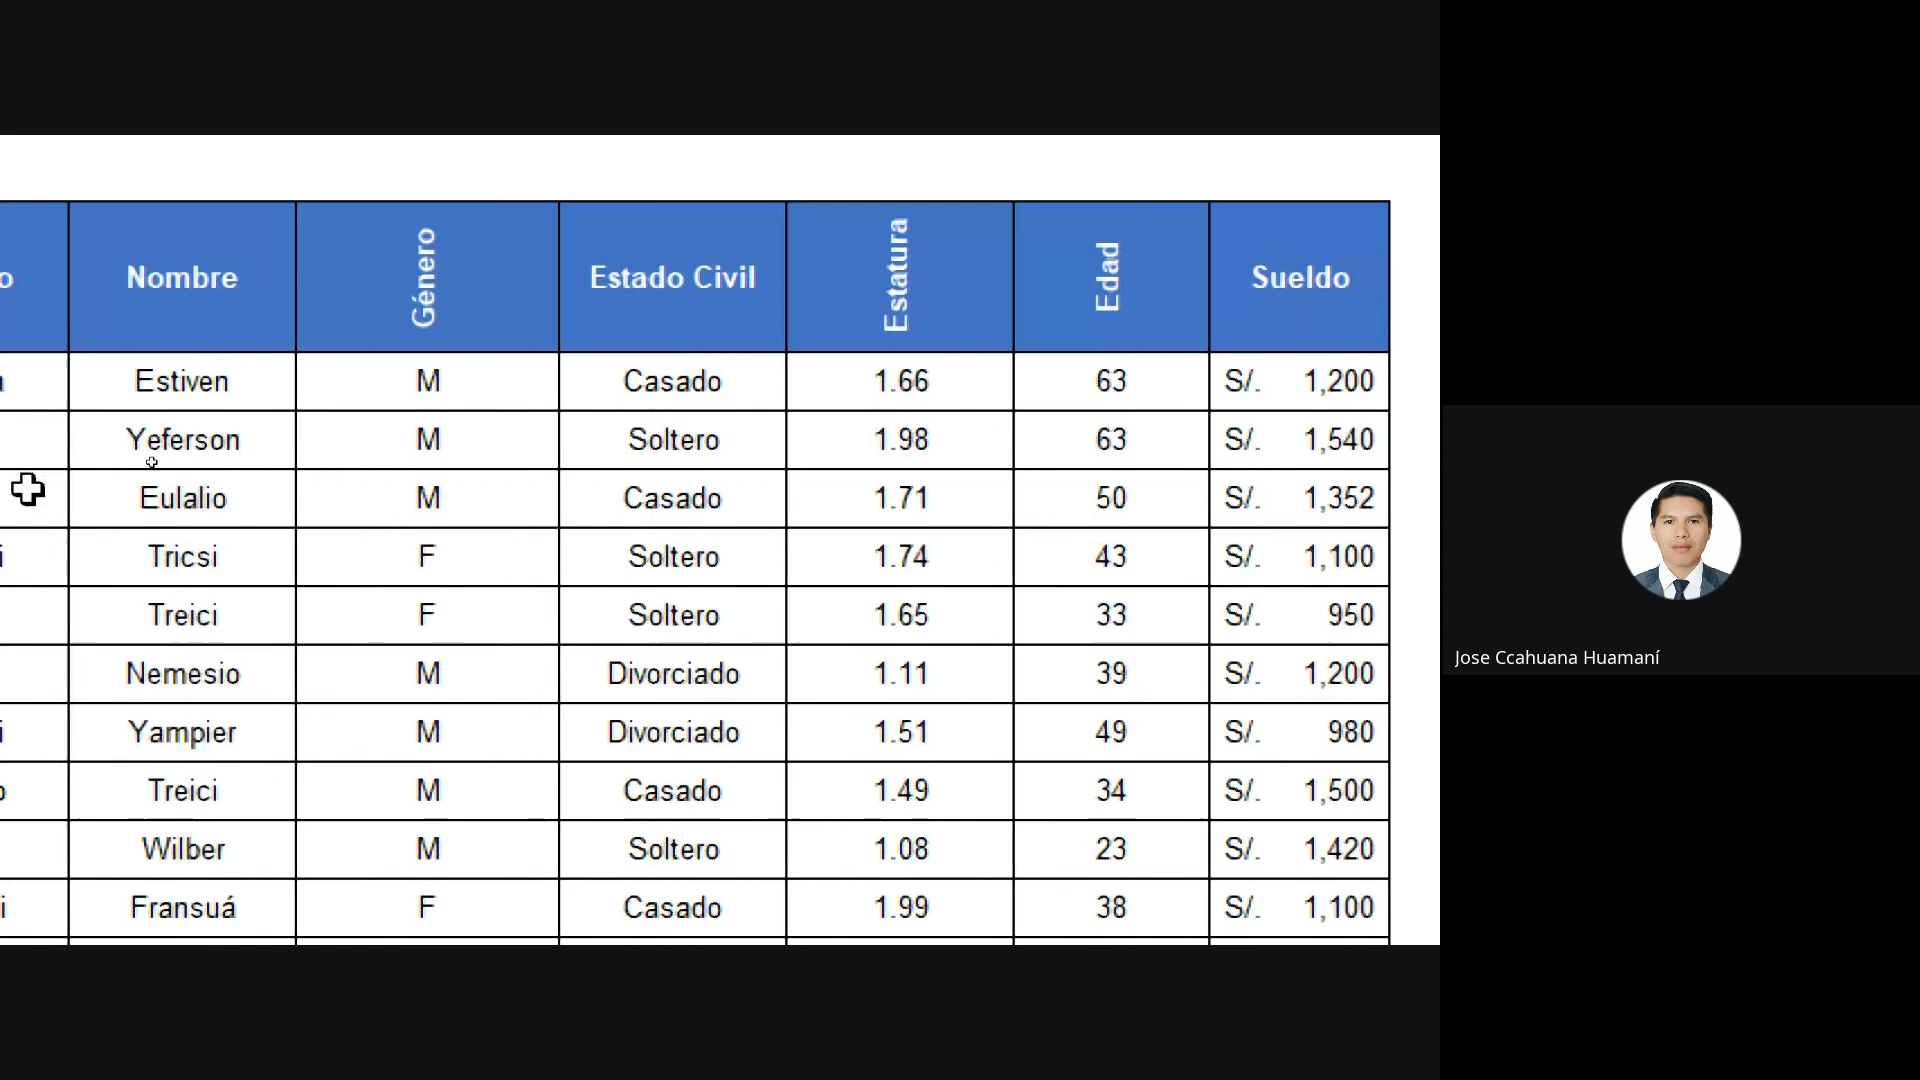 Nombre Género Estado Civil Estatura Edad Sueldo
Estiven M Casado 1.66 63 S/. 1,200
Yeferson M Soltero 1.98 63 S/. 1,540
Eulalio M Casado 1.71 50 S/. 1,352
Tricsi F Soltero 1.74 43 S/. 1,100
Treici F Soltero 1.65 33 S/. 950
Nemesio M Divorciado 1.11 39 S/. 1,200
Yampier M Divorciado 1.51 49 S/. 980
Treici M Casado 1.49 34 S/. 1,500
Wilber M Soltero 1.08 23 S/. 1,420
Fransuá F Casado 1.99 38 S/. 1,100
Jose Ccahuana Huamaní